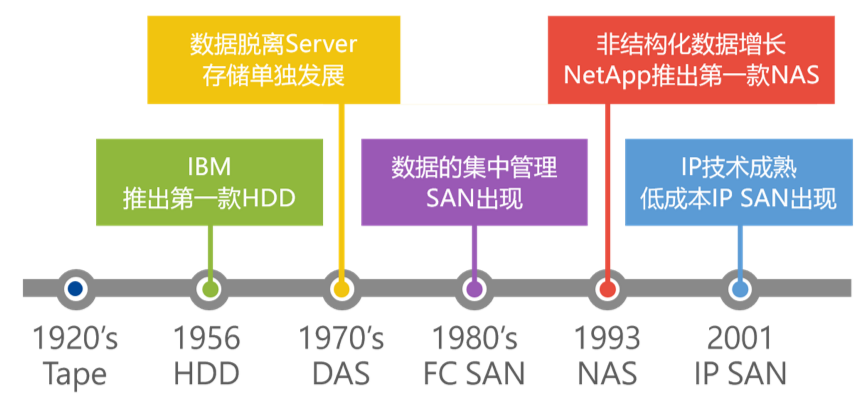 数据脱离Server
存储单独发展
非结构化数据增长
NetApp推出第一款NAS
IBM
推出第一款HDD
数据的集中管理
SAN出现
IP技术成熟
低成本IP SAN出现
1920’s
Tape
1956
HDD
1970’s
DAS
1980’s
FC SAN
1993
NAS
2001
IP SAN